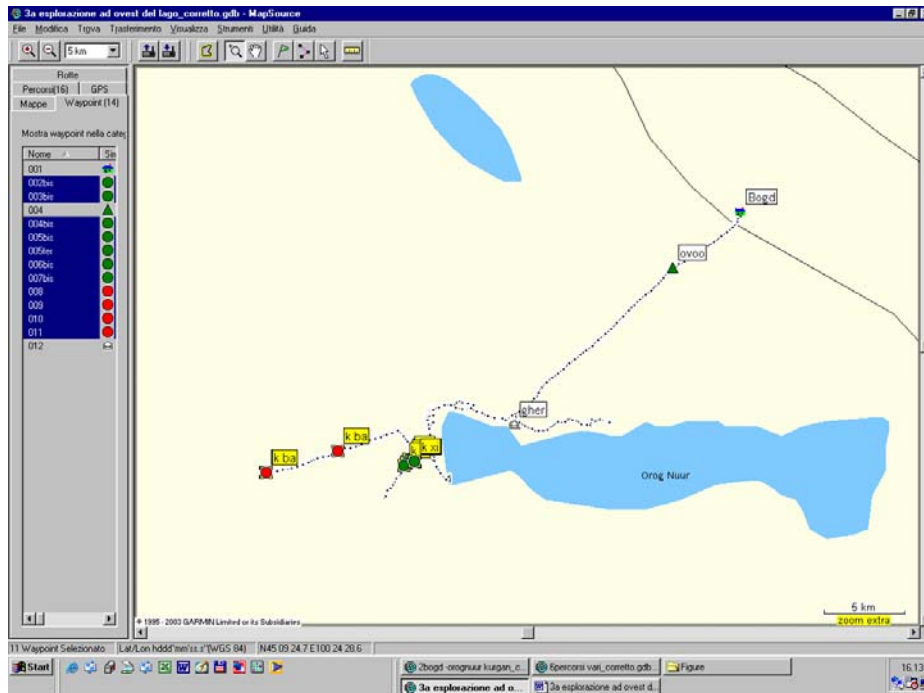 3a esplorazione ad ovest del lago_corretto.gdb - MapSource
File Modifica Trova Trasferimento Visualizza Strumenti Utilità Guida
5 km
Rotte
Percorsi(16) GPS
Mappe Waypoint (14)
Mostra waypoint nella categ
Nome Sim
001
002bis
003bis
004
004bis
005bis
005ter
006bis
007bis
008
009
010
011
012
Bogd
ovoo
gher
k ba
k ba
k
k xi
Orog Nuur
5 km
zoom extra
© 1995 - 2003 GARMIN Limited or its Subsidiaries
11 Waypoint Selezionato Lat/Lon hddd°mm'ss.s"(WGS 84) N45 09 24.7 E100 24 28.6
Start
2bogd -orognuur kurgan_c...
6percorsi vari_corretto.gdb...
Figure
16.13
3a esplorazione ad o...
3a esplorazione ad ovest d...